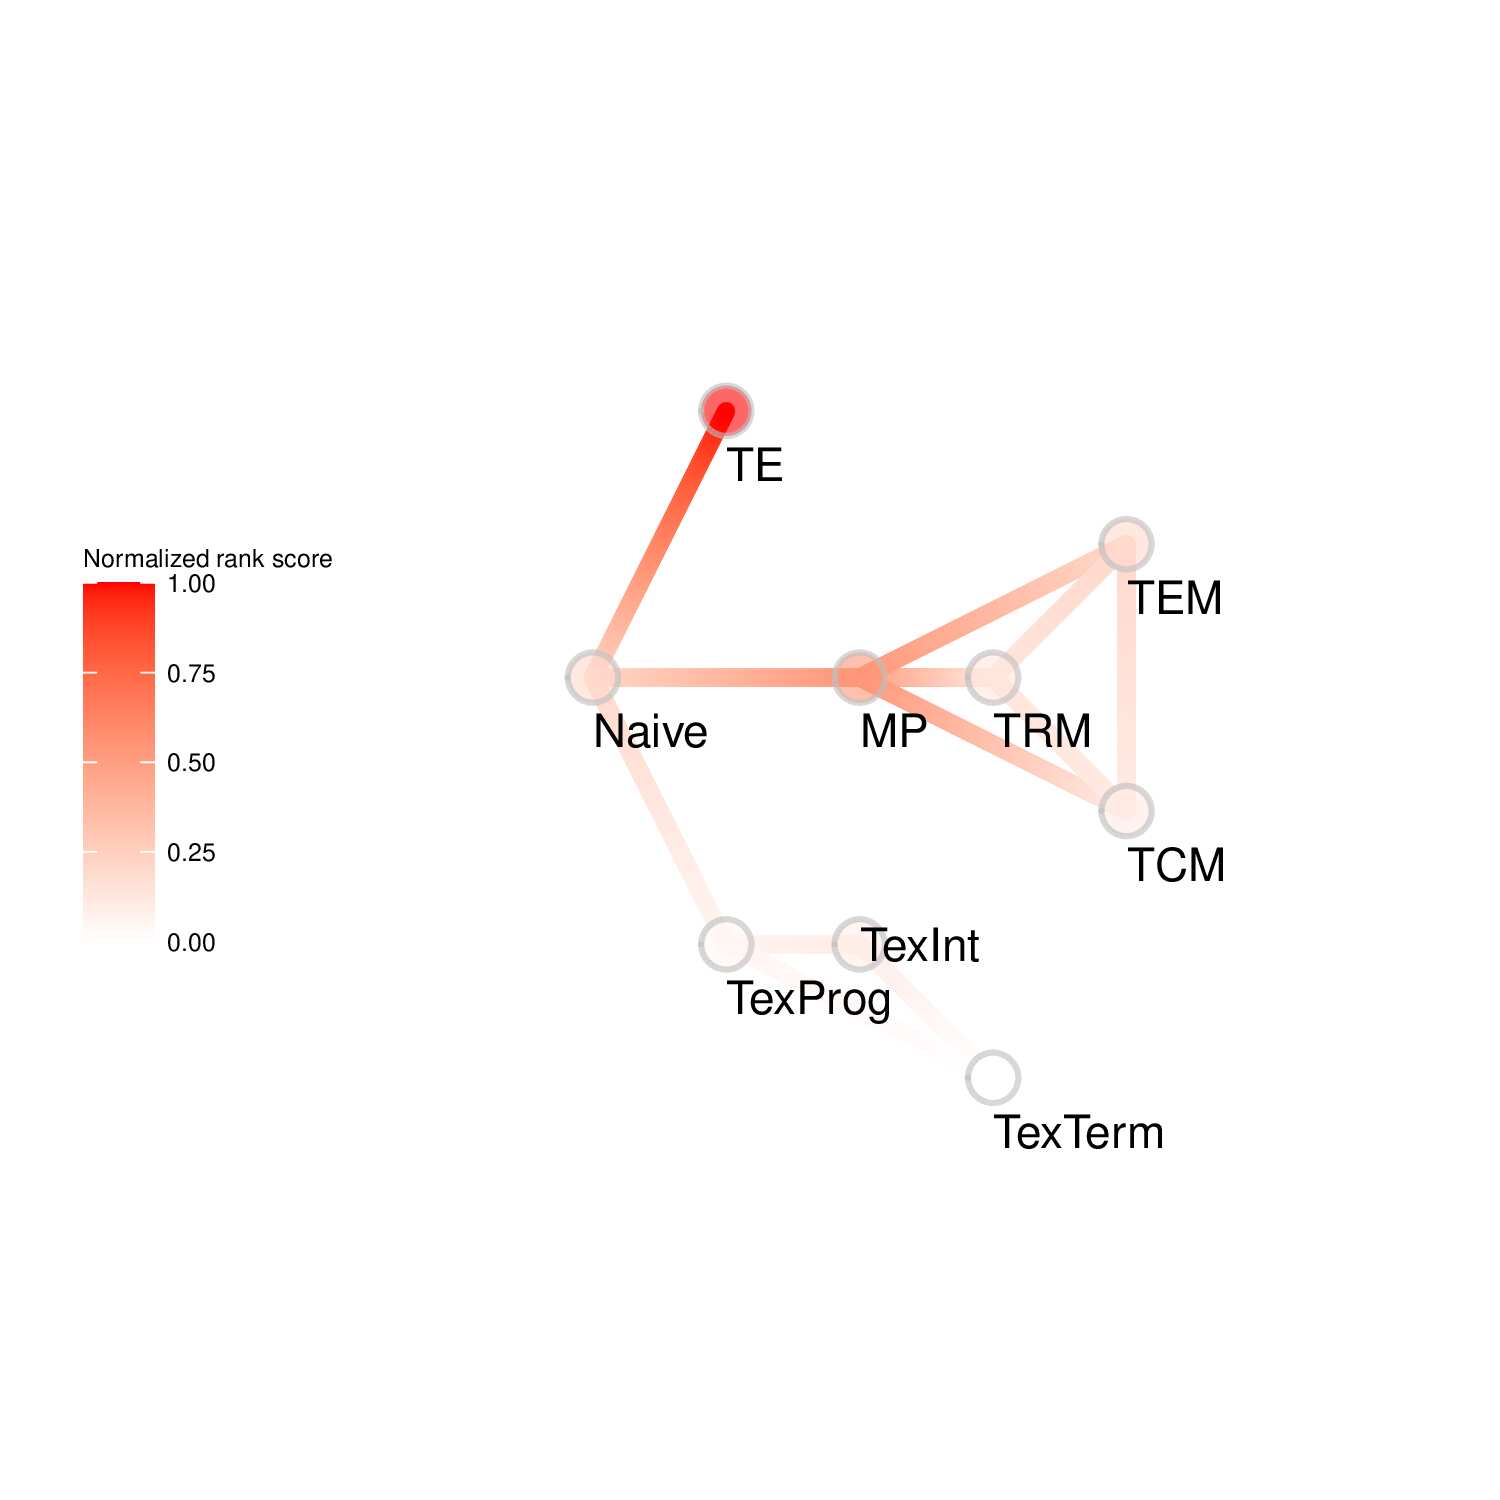 TE
Normalized rank score
1.00
0.75
0.50
0.25
0.00
TEM
Naive
MP
TRM
TCM
TexInt
TexProg
TexTerm